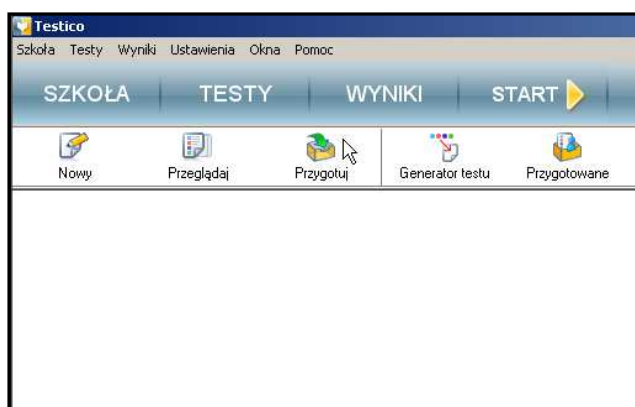 Testico
Szkoła Testy Wyniki Ustawienia Okna Pomoc
SZKOŁA TESTY WYNIKI START
Nowy Przeglądaj Przygotuj Generator testu Przygotowane